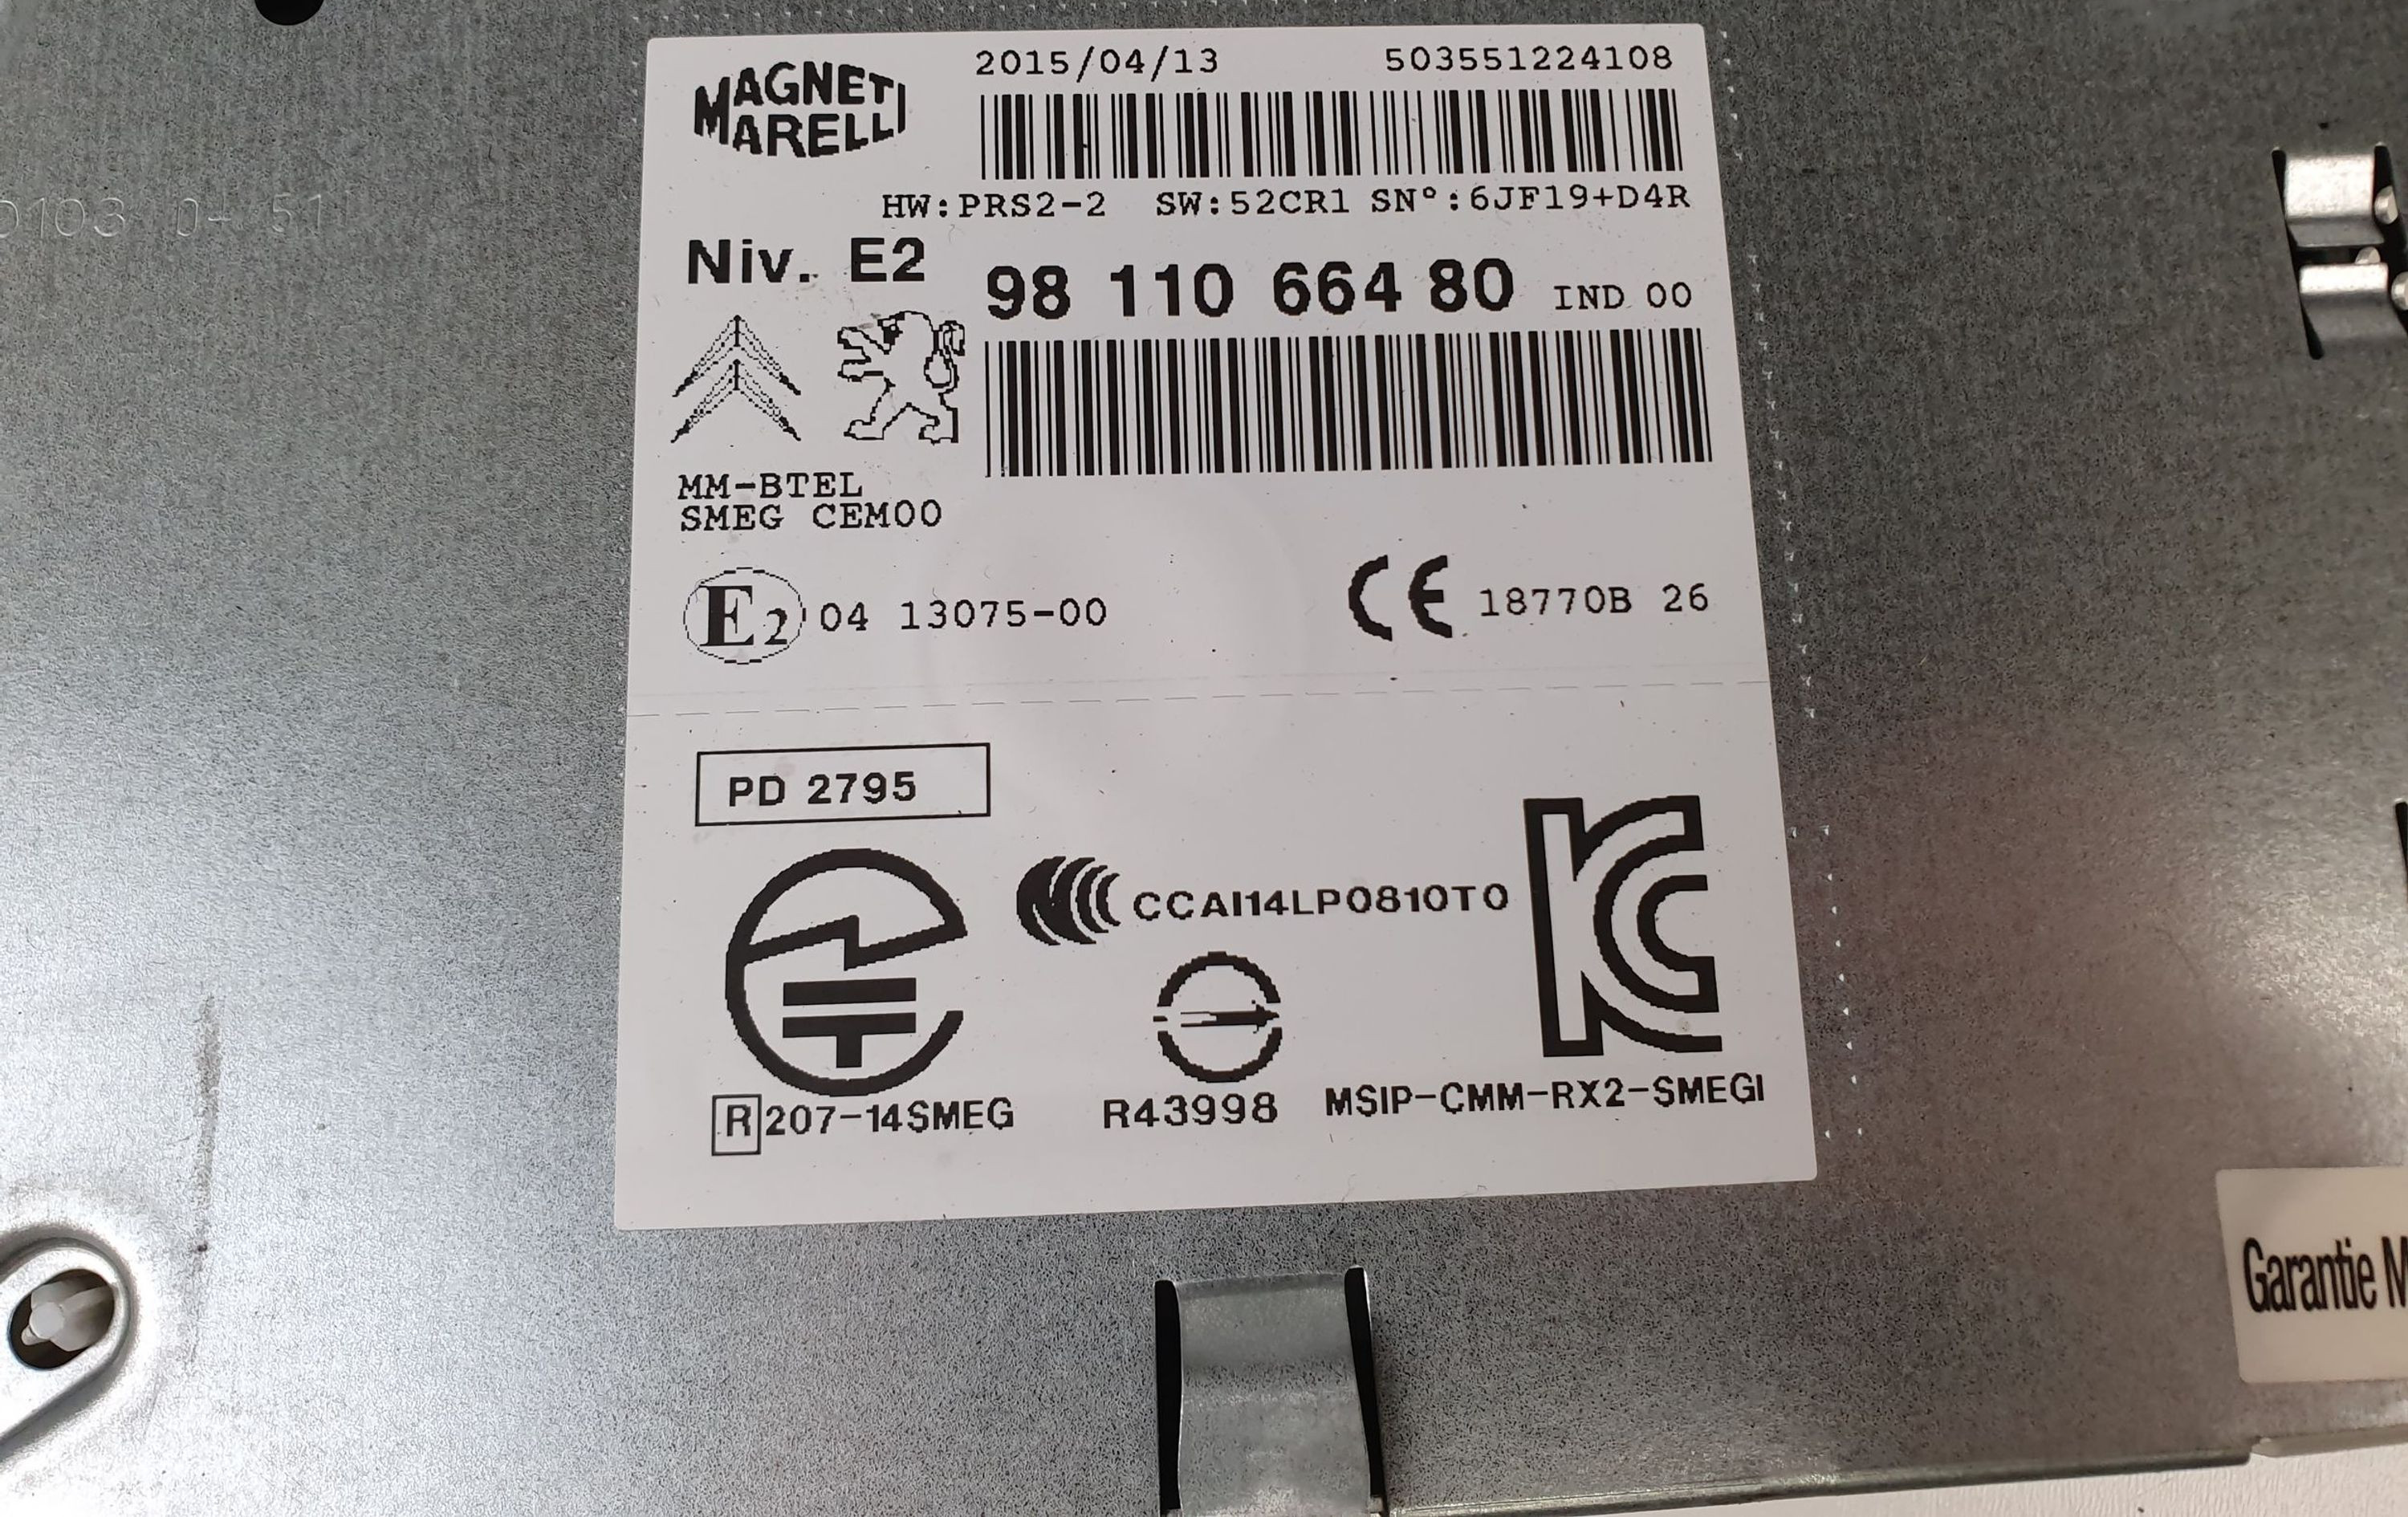 MAGNETI
MARELLI
2015/04/13 503551224108
HW:PRS2-2 SW:52CR1 SN°:6JF19+D4R
Niv. E2
98 110 664 80 IND 00
MM-BTEL
SMEG CEM00
E2 04 13075-00
CE 18770B 26
PD 2795
CCC CCAI14LP0810T0
KC
R 207-14SMEG
R43998
MSIP-CMM-RX2-SMEGI
Garantie